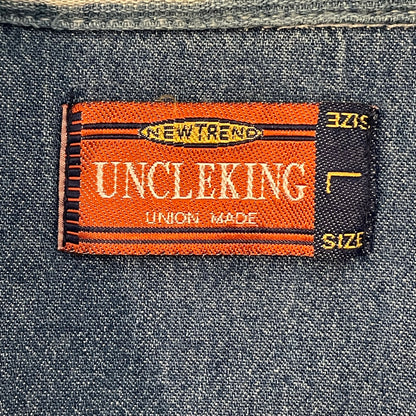 NEWTREND
UNCLEKING
UNION MADE
SIZE
L
SIZE